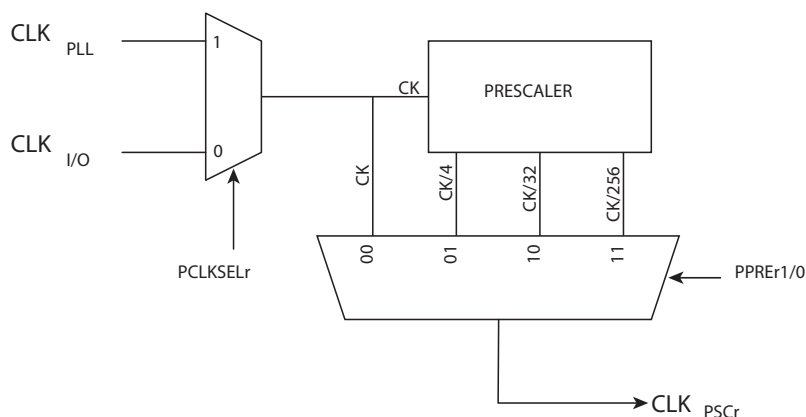 CLK PLL
1
CK
PRESCALER
CLK I/O
0
CK
CK/4
CK/32
CK/256
00
01
10
11
PCLKSELr
PPREr1/0
CLK PSCr